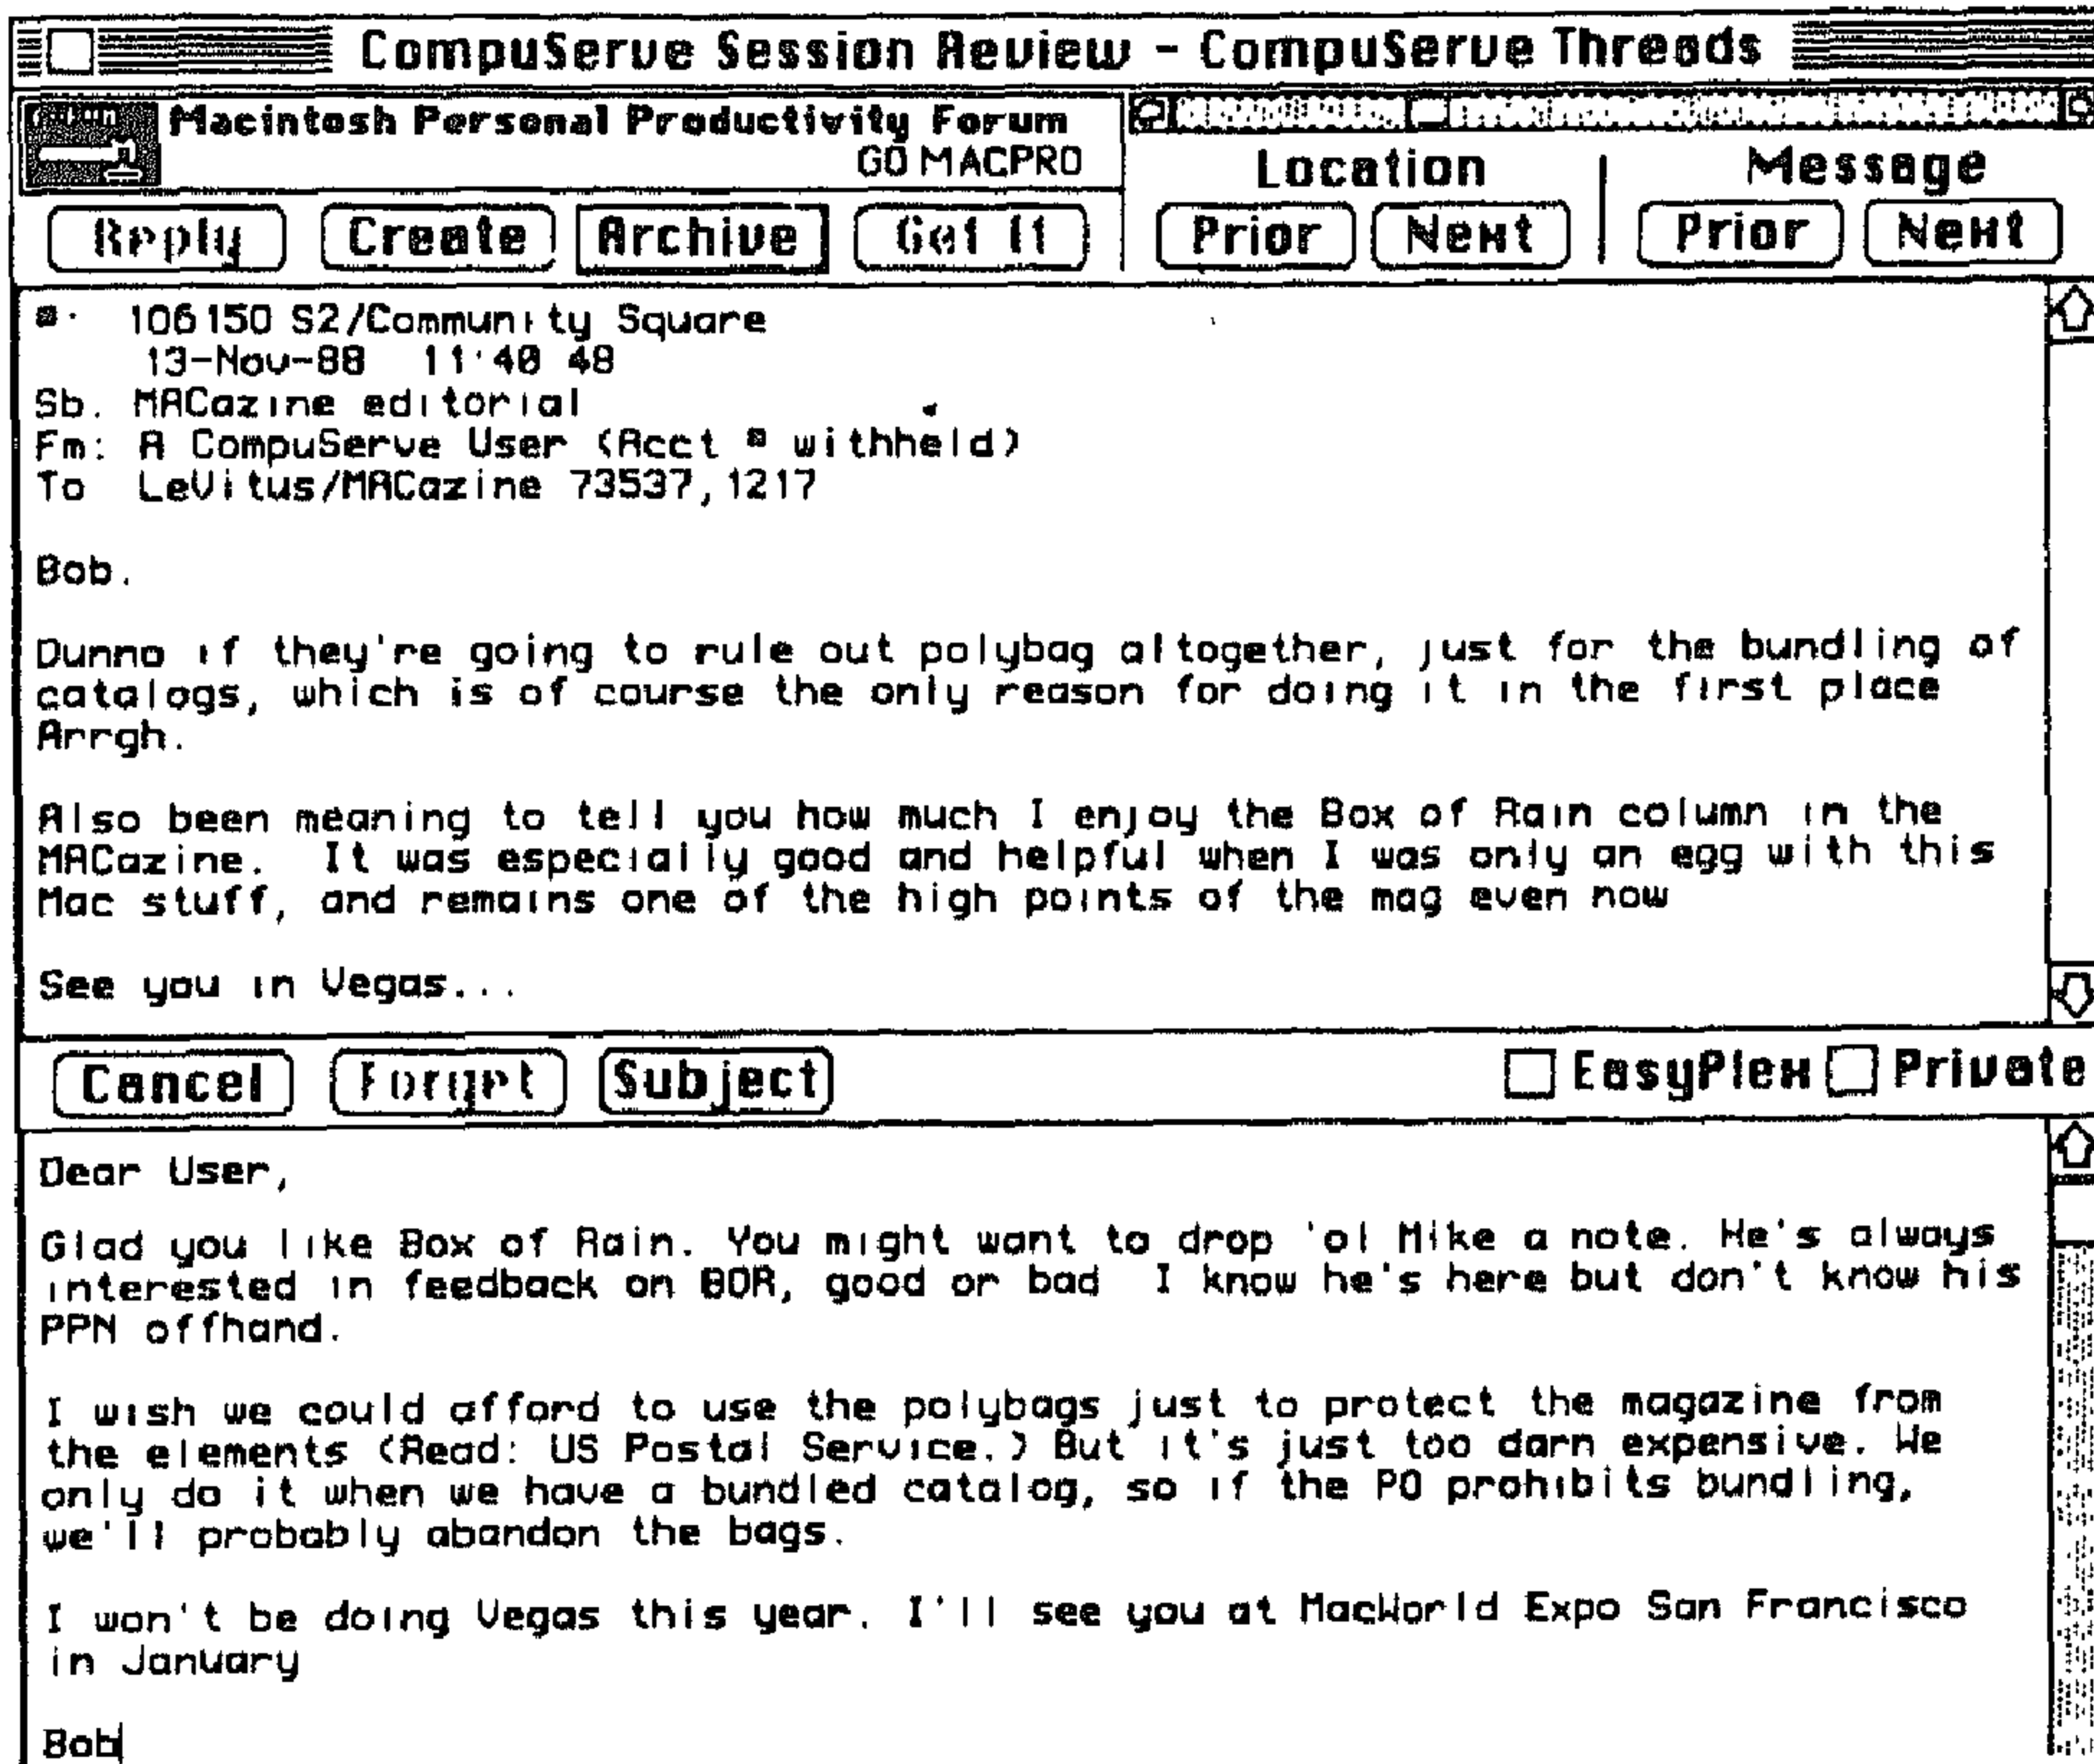 CompuServe Session Review - CompuServe Threads
Macintosh Personal Productivity Forum
GO MACPRO
Location | Message
Reply Create Archive Get It Prior Next Prior Next
#: 106150 S2/Community Square
13-Nov-88 11:40 48
Sb. MACazine editorial
Fm: A CompuServe User (Acct # withheld)
To LeVitus/MACazine 73537,1217
Bob.
Dunno if they're going to rule out polybag altogether, just for the bundling of
catalogs, which is of course the only reason for doing it in the first place
Arrgh.
Also been meaning to tell you how much I enjoy the Box of Rain column in the
MACazine. It was especially good and helpful when I was only an egg with this
Mac stuff, and remains one of the high points of the mag even now
See you in Vegas...
Cancel Forget Subject EasyPlex Private
Dear User,
Glad you like Box of Rain. You might want to drop 'ol Mike a note. He's always
interested in feedback on BOR, good or bad I know he's here but don't know his
PPN offhand.
I wish we could afford to use the polybags just to protect the magazine from
the elements (Read: US Postal Service.) But it's just too darn expensive. We
only do it when we have a bundled catalog, so if the PO prohibits bundling,
we'll probably abandon the bags.
I won't be doing Vegas this year. I'll see you at MacWorld Expo San Francisco
in January
Bob